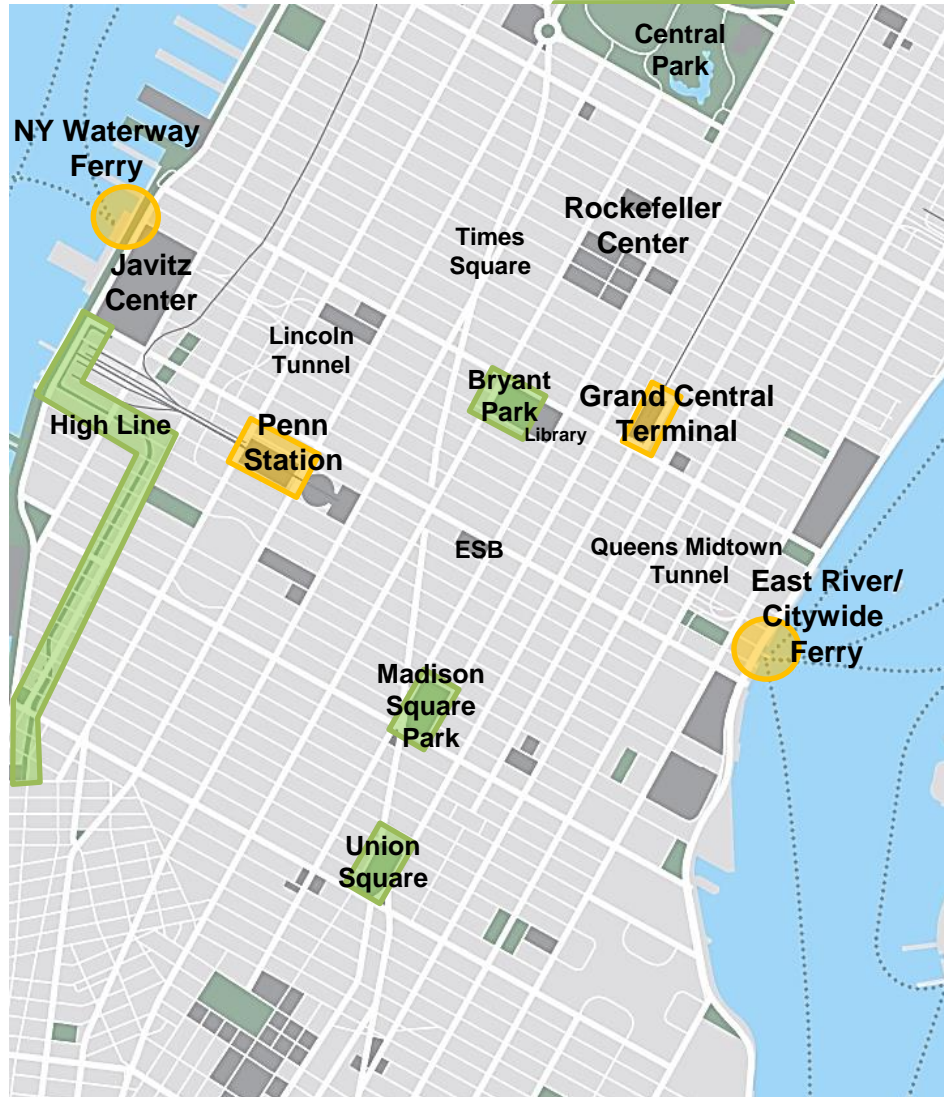 Central
Park
NY Waterway
Ferry
Rockefeller
Center
Times
Square
Javitz
Center
Lincoln
Tunnel
Bryant
Park
Library
Grand Central
Terminal
High Line
Penn
Station
ESB
Queens Midtown
Tunnel
East River/
Citywide
Ferry
Madison
Square
Park
Union
Square